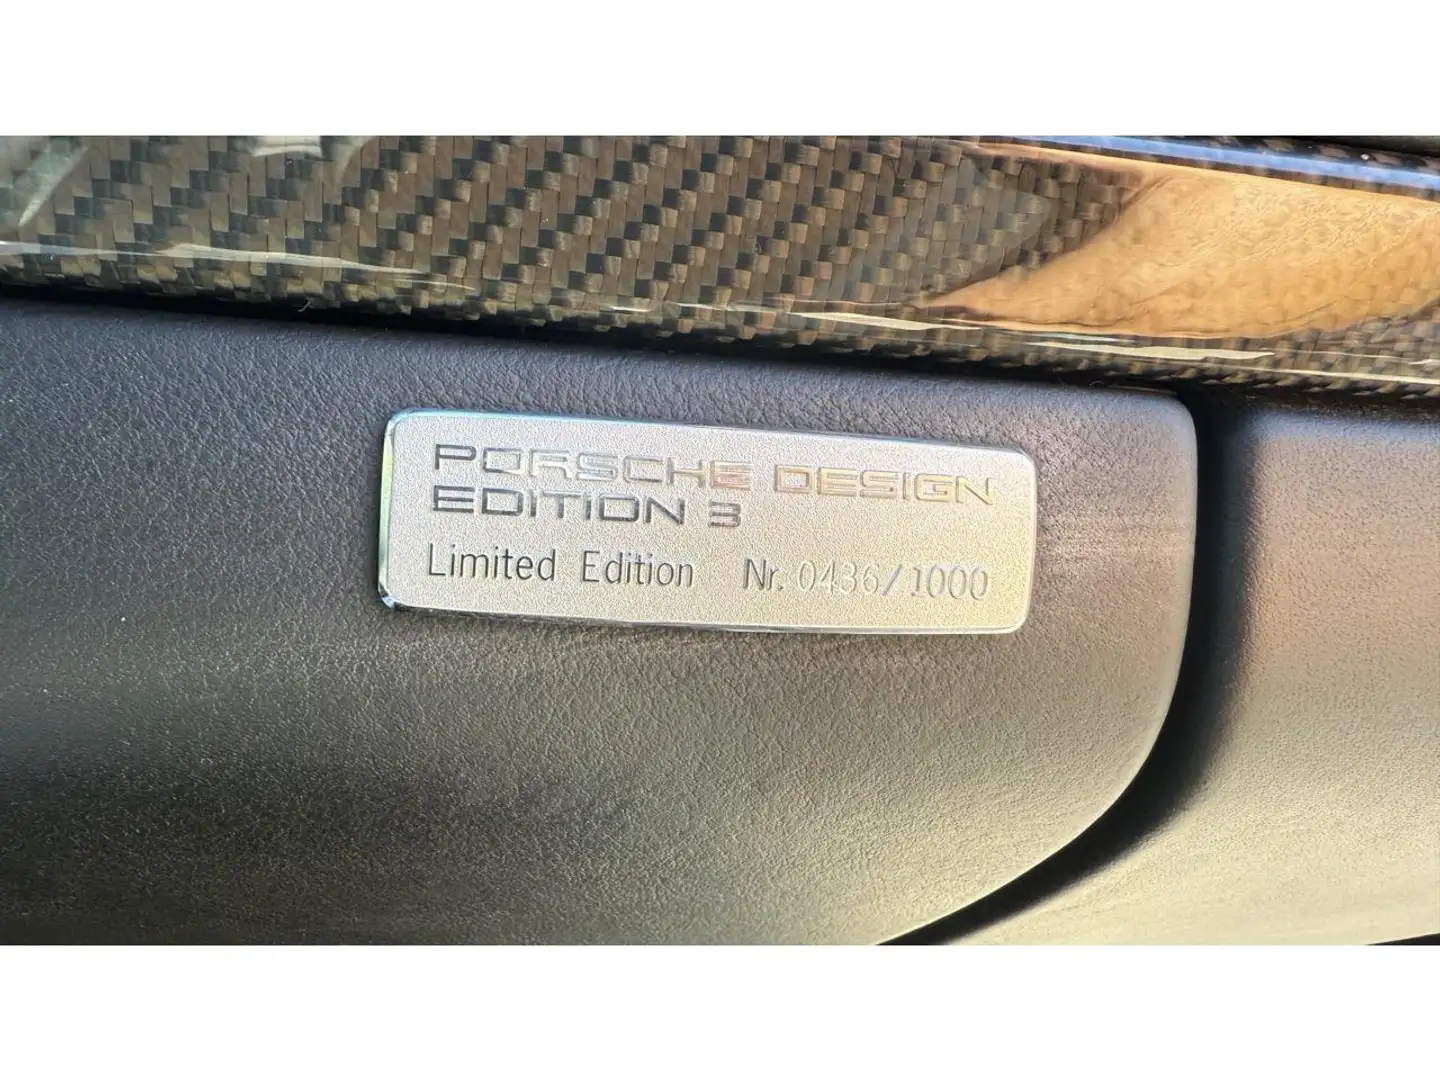 PORSCHE DESIGN
EDITION 3
Limited Edition Nr. 0436/1000